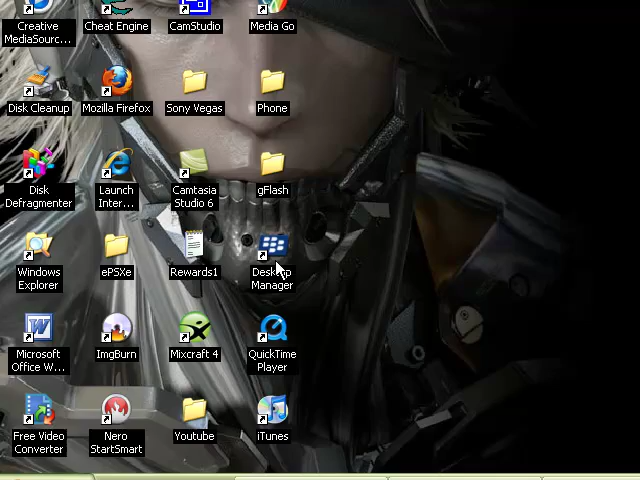 Creative
MediaSourc...
Cheat Engine
CamStudio
Media Go
Disk Cleanup
Mozilla Firefox
Sony Vegas
Phone
Disk
Defragmenter
Launch
Inter...
Camtasia
Studio 6
gFlash
Windows
Explorer
ePSXe
Rewards1
Desktop
Manager
Microsoft
Office W...
ImgBurn
Mixcraft 4
QuickTime
Player
Free Video
Converter
Nero
StartSmart
Youtube
iTunes